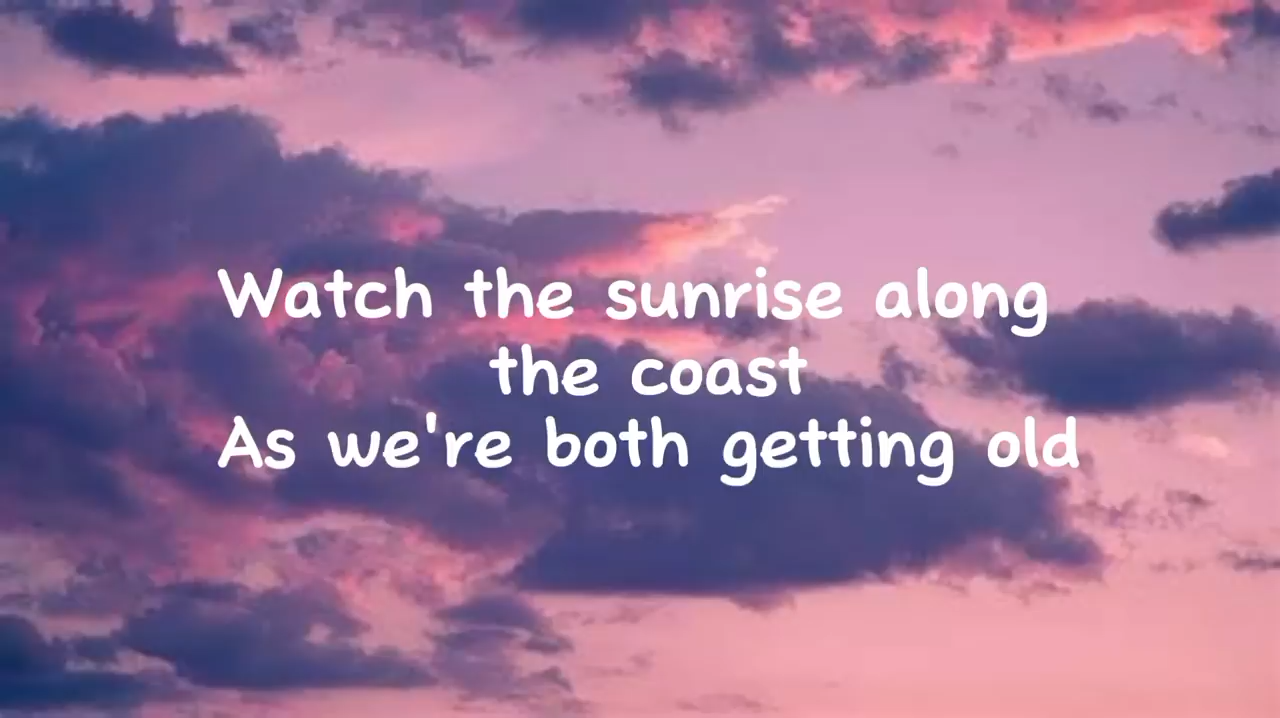 Watch the sunrise along
the coast
As we're both getting old